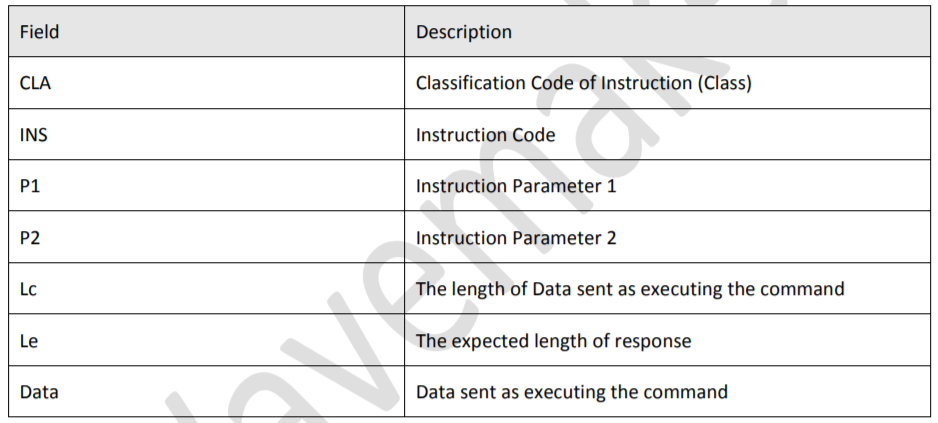 Field Description
CLA Classification Code of Instruction (Class)
INS Instruction Code
P1 Instruction Parameter 1
P2 Instruction Parameter 2
Lc The length of Data sent as executing the command
Le The expected length of response
Data Data sent as executing the command